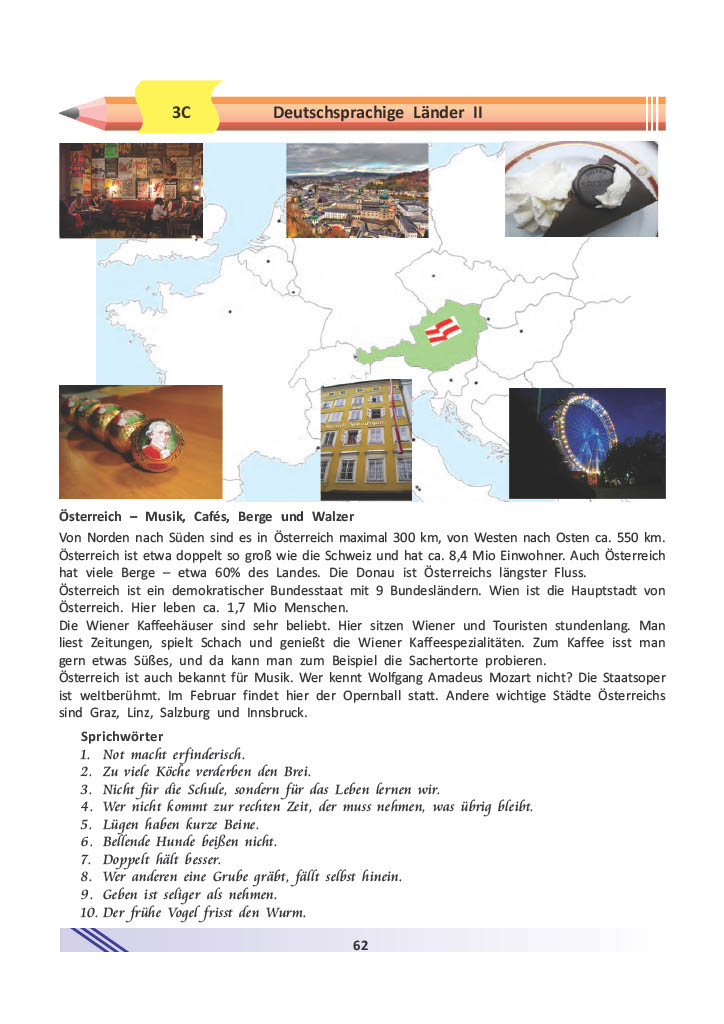 3C
Deutschsprachige Länder II
Österreich – Musik, Cafés, Berge und Walzer
Von Norden nach Süden sind es in Österreich maximal 300 km, von Westen nach Osten ca. 550 km.
Österreich ist etwa doppelt so groß wie die Schweiz und hat ca. 8,4 Mio Einwohner. Auch Österreich
hat viele Berge – etwa 60% des Landes. Die Donau ist Österreichs längster Fluss.
Österreich ist ein demokratischer Bundesstaat mit 9 Bundesländern. Wien ist die Hauptstadt von
Österreich. Hier leben ca. 1,7 Mio Menschen.
Die Wiener Kaffeehäuser sind sehr beliebt. Hier sitzen Wiener und Touristen stundenlang. Man
liest Zeitungen, spielt Schach und genießt die Wiener Kaffeespezialitäten. Zum Kaffee isst man
gern etwas Süßes, und da kann man zum Beispiel die Sachertorte probieren.
Österreich ist auch bekannt für Musik. Wer kennt Wolfgang Amadeus Mozart nicht? Die Staatsoper
ist weltberühmt. Im Februar findet hier der Opernball statt. Andere wichtige Städte Österreichs
sind Graz, Linz, Salzburg und Innsbruck.
Sprichwörter
1. Not macht erfinderisch.
2. Zu viele Köche verderben den Brei.
3. Nicht für die Schule, sondern für das Leben lernen wir.
4. Wer nicht kommt zur rechten Zeit, der muss nehmen, was übrig bleibt.
5. Lügen haben kurze Beine.
6. Bellende Hunde beißen nicht.
7. Doppelt hält besser.
8. Wer anderen eine Grube gräbt, fällt selbst hinein.
9. Geben ist seliger als nehmen.
10. Der frühe Vogel frisst den Wurm.
62